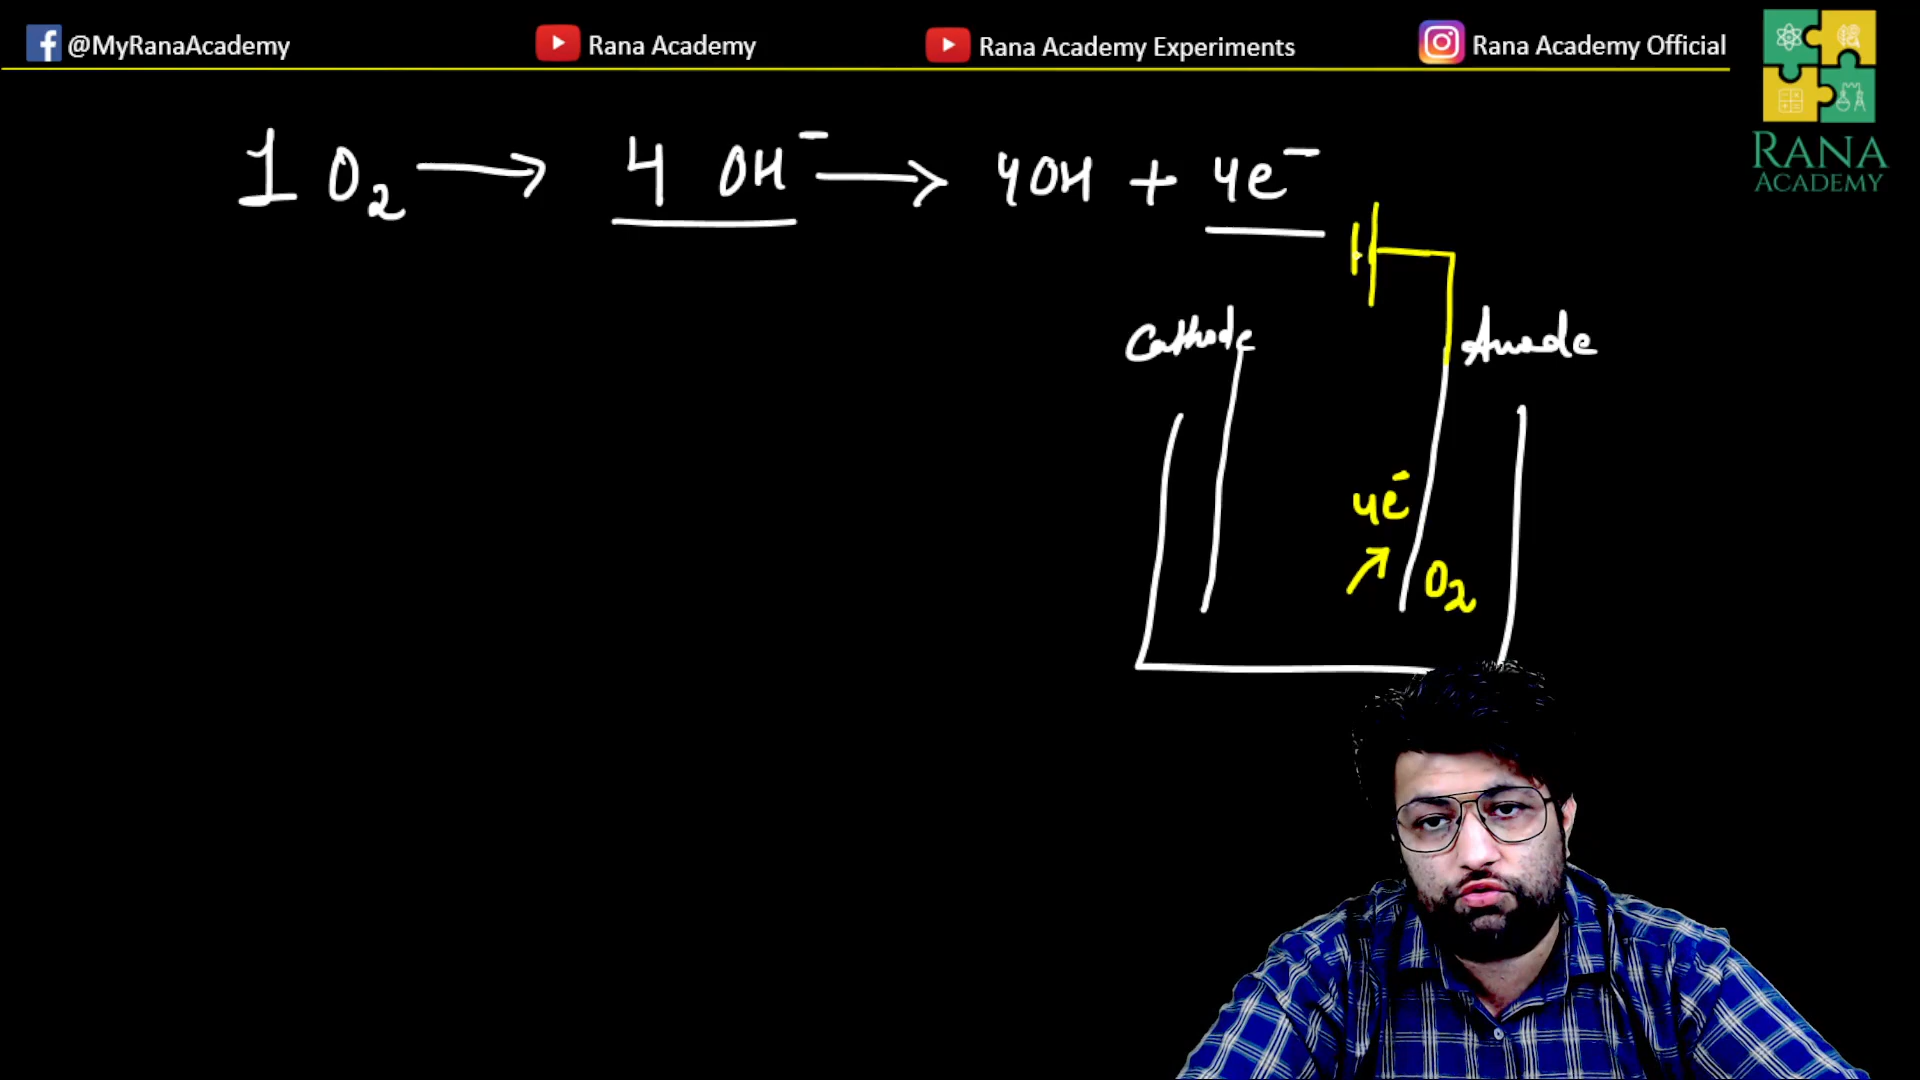 @MyRanaAcademy Rana Academy Rana Academy Experiments Rana Academy Official
RANA
ACADEMY
1 O₂ → 4 OH⁻ → 4OH + 4e⁻
Cathode Anode
4e⁻
O₂